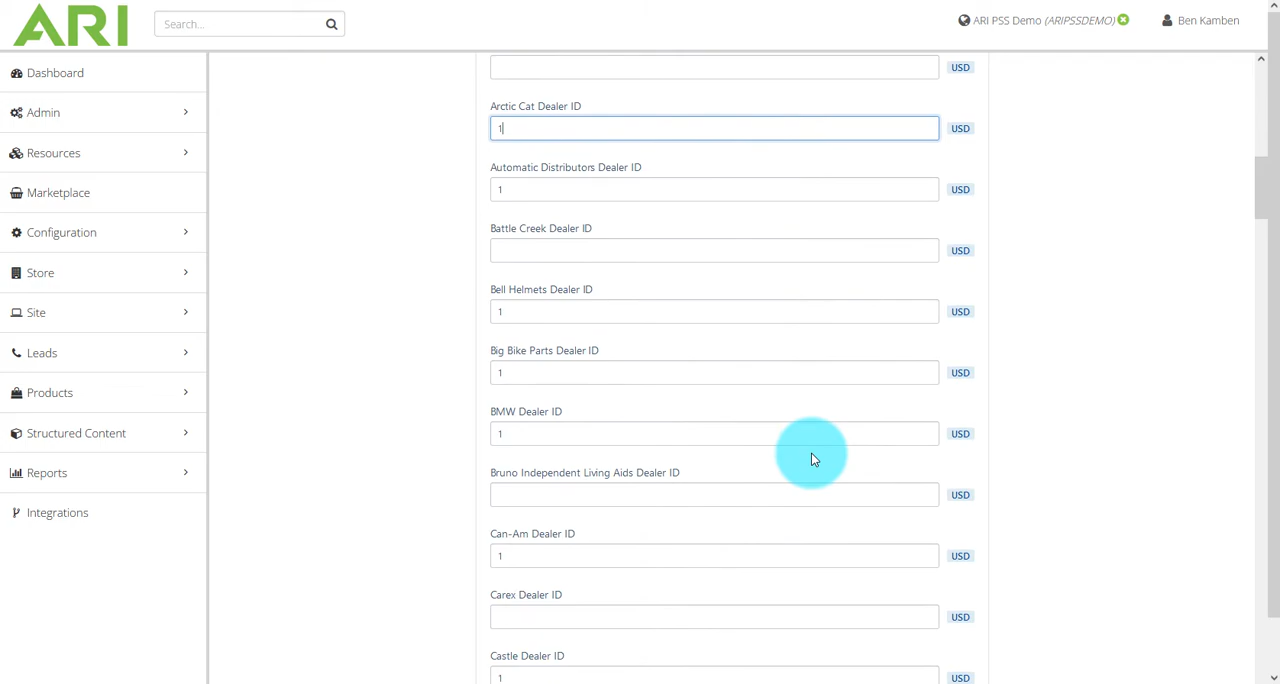 ARI
Search...
ARI PSS Demo (ARIPSSDEMO)
Ben Kamben
Dashboard
Admin
Resources
Marketplace
Configuration
Store
Site
Leads
Products
Structured Content
Reports
Integrations
USD
Arctic Cat Dealer ID
1 USD
Automatic Distributors Dealer ID
1 USD
Battle Creek Dealer ID
USD
Bell Helmets Dealer ID
1 USD
Big Bike Parts Dealer ID
1 USD
BMW Dealer ID
1 USD
Bruno Independent Living Aids Dealer ID
USD
Can-Am Dealer ID
1 USD
Carex Dealer ID
USD
Castle Dealer ID
1 USD